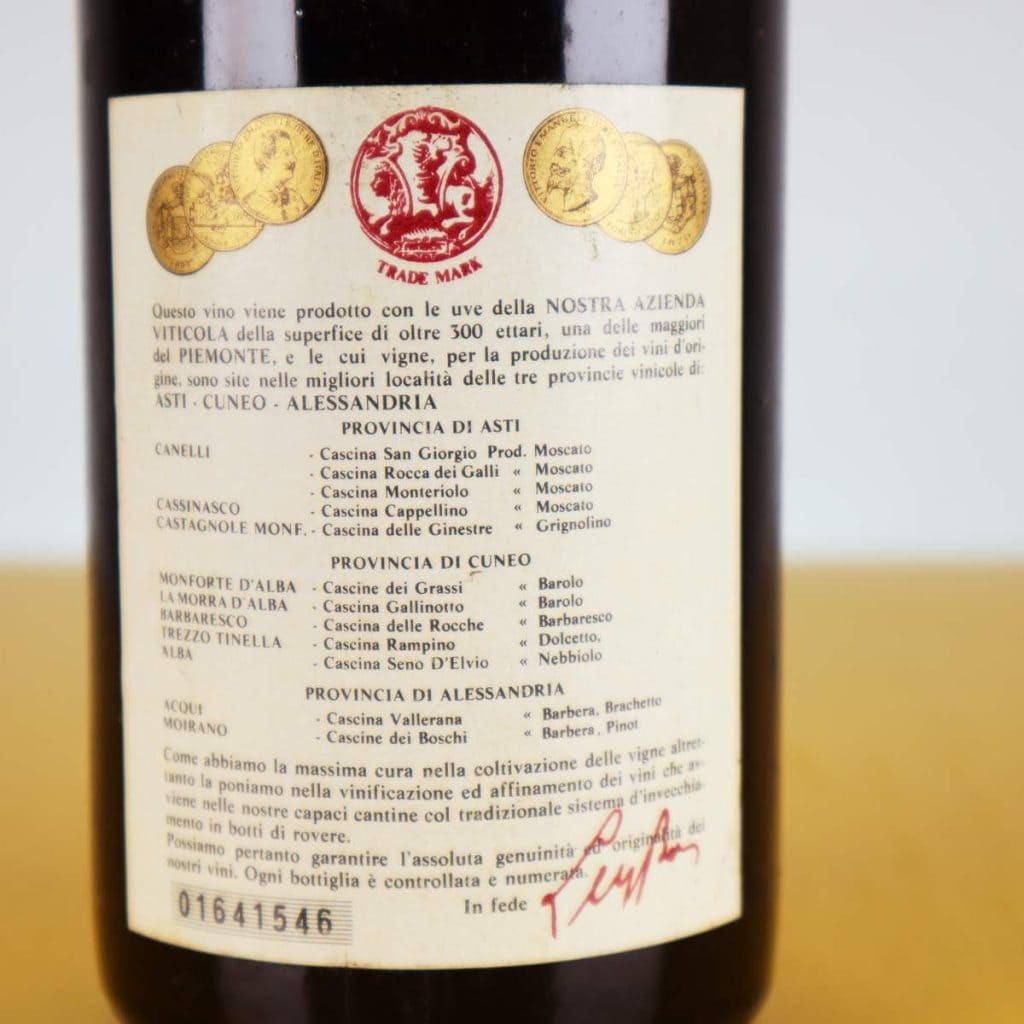 TRADE MARK
Questo vino viene prodotto con le uve della NOSTRA AZIENDA
VITICOLA della superfice di oltre 300 ettari, una delle maggiori
del PIEMONTE, e le cui vigne, per la produzione dei vini d'ori-
gine, sono site nelle migliori località delle tre provincie vinicole di:
ASTI - CUNEO - ALESSANDRIA
PROVINCIA DI ASTI
CANELLI - Cascina San Giorgio Prod. Moscato
- Cascina Rocca dei Galli « Moscato
- Cascina Monteriolo « Moscato
CASSINASCO - Cascina Cappellino « Moscato
CASTAGNOLE MONF. - Cascina delle Ginestre « Grignolino
PROVINCIA DI CUNEO
MONFORTE D'ALBA - Cascine dei Grassi « Barolo
LA MORRA D'ALBA - Cascina Gallinotto « Barolo
BARBARESCO - Cascina delle Rocche « Barbaresco
TREZZO TINELLA - Cascina Rampino « Dolcetto,
ALBA - Cascina Seno D'Elvio « Nebbiolo
PROVINCIA DI ALESSANDRIA
ACQUI - Cascina Vallerana « Barbera, Brachetto
MOIRANO - Cascine dei Boschi « Barbera, Pinot
Come abbiamo la massima cura nella coltivazione delle vigne altret-
tanto la poniamo nella vinificazione ed affinamento dei vini che av-
viene nelle nostre capaci cantine col tradizionale sistema d'invecchia-
mento in botti di rovere.
Possiamo pertanto garantire l'assoluta genuinità ed originalità dei
nostri vini. Ogni bottiglia è controllata e numerata.
In fede
01641546